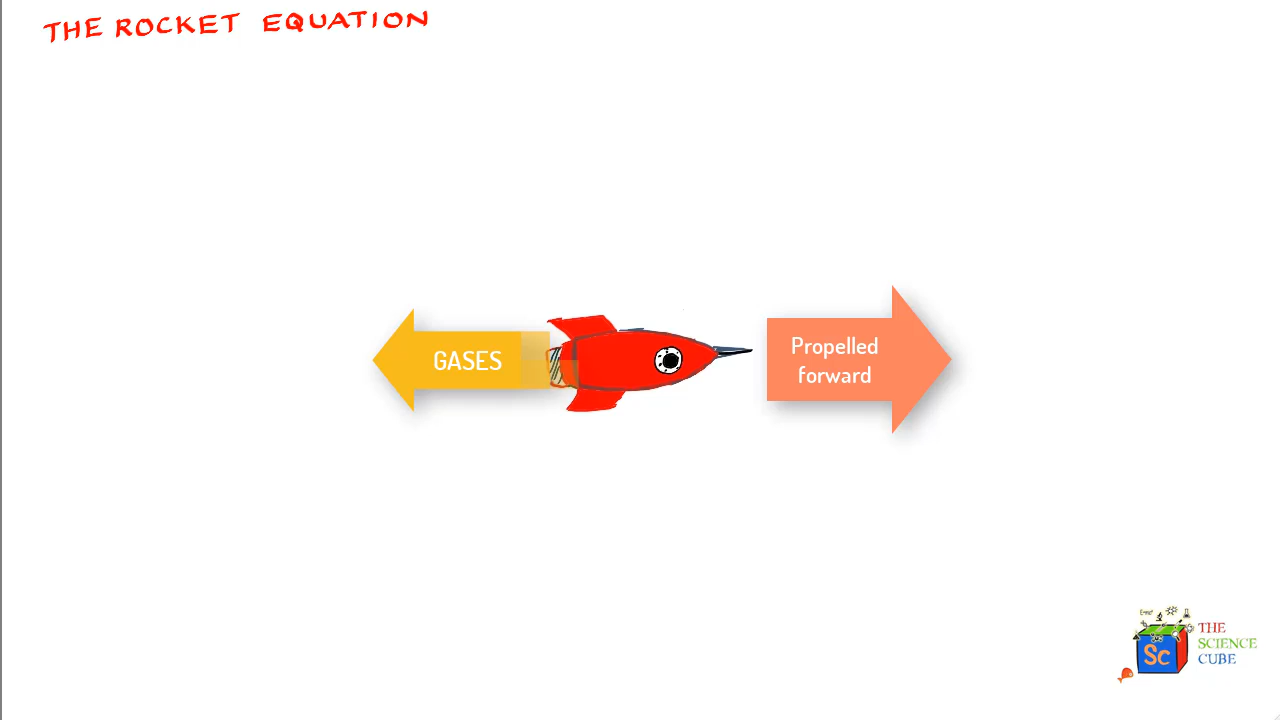 THE ROCKET EQUATION
GASES
Propelled
forward
Sc
THE
SCIENCE
CUBE